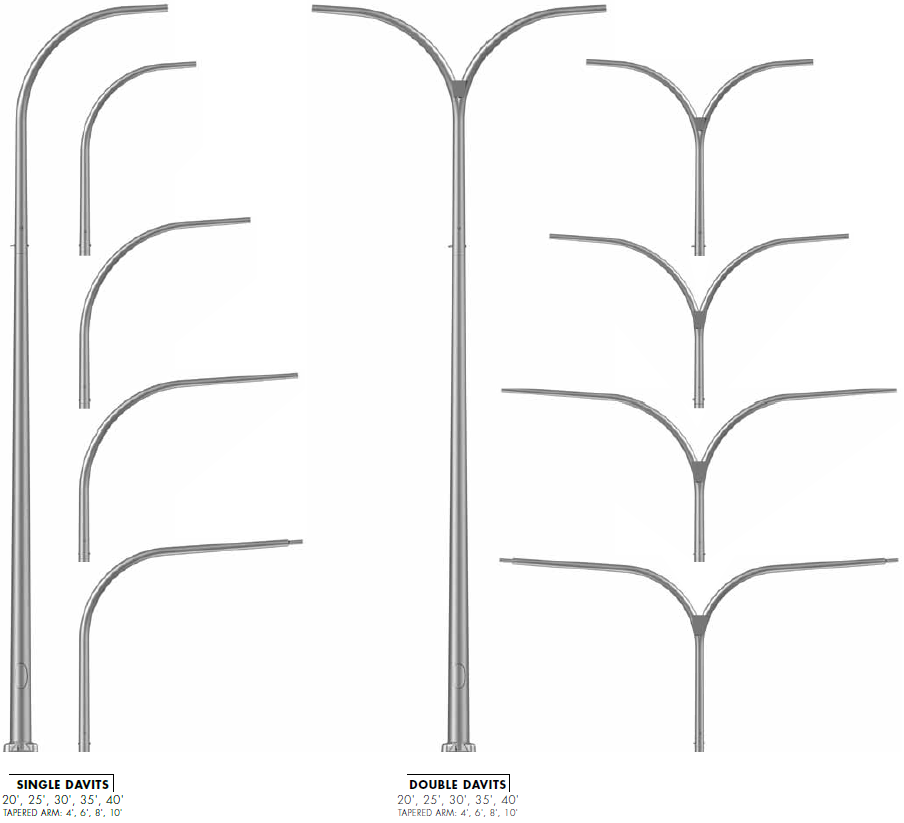 SINGLE DAVITS
20', 25', 30', 35', 40'
TAPERED ARM: 4', 6', 8', 10'
DOUBLE DAVITS
20', 25', 30', 35', 40'
TAPERED ARM: 4', 6', 8', 10'